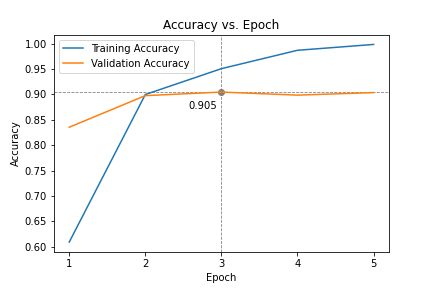 Accuracy vs. Epoch
Training Accuracy
Validation Accuracy
1.00
0.95
0.90
0.85
0.80
0.75
0.70
0.65
0.60
Accuracy
0.905
1 2 3 4 5
Epoch